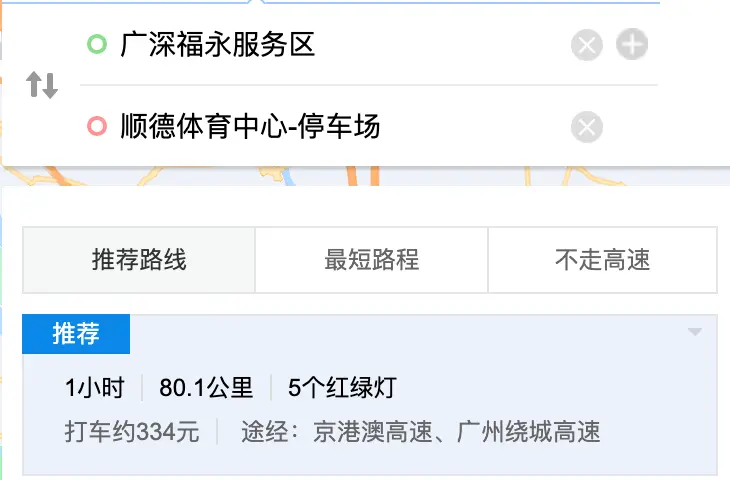 广深福永服务区
顺德体育中心-停车场
推荐路线 最短路程 不走高速
推荐
1小时 80.1公里 5个红绿灯
打车约334元 途经：京港澳高速、广州绕城高速